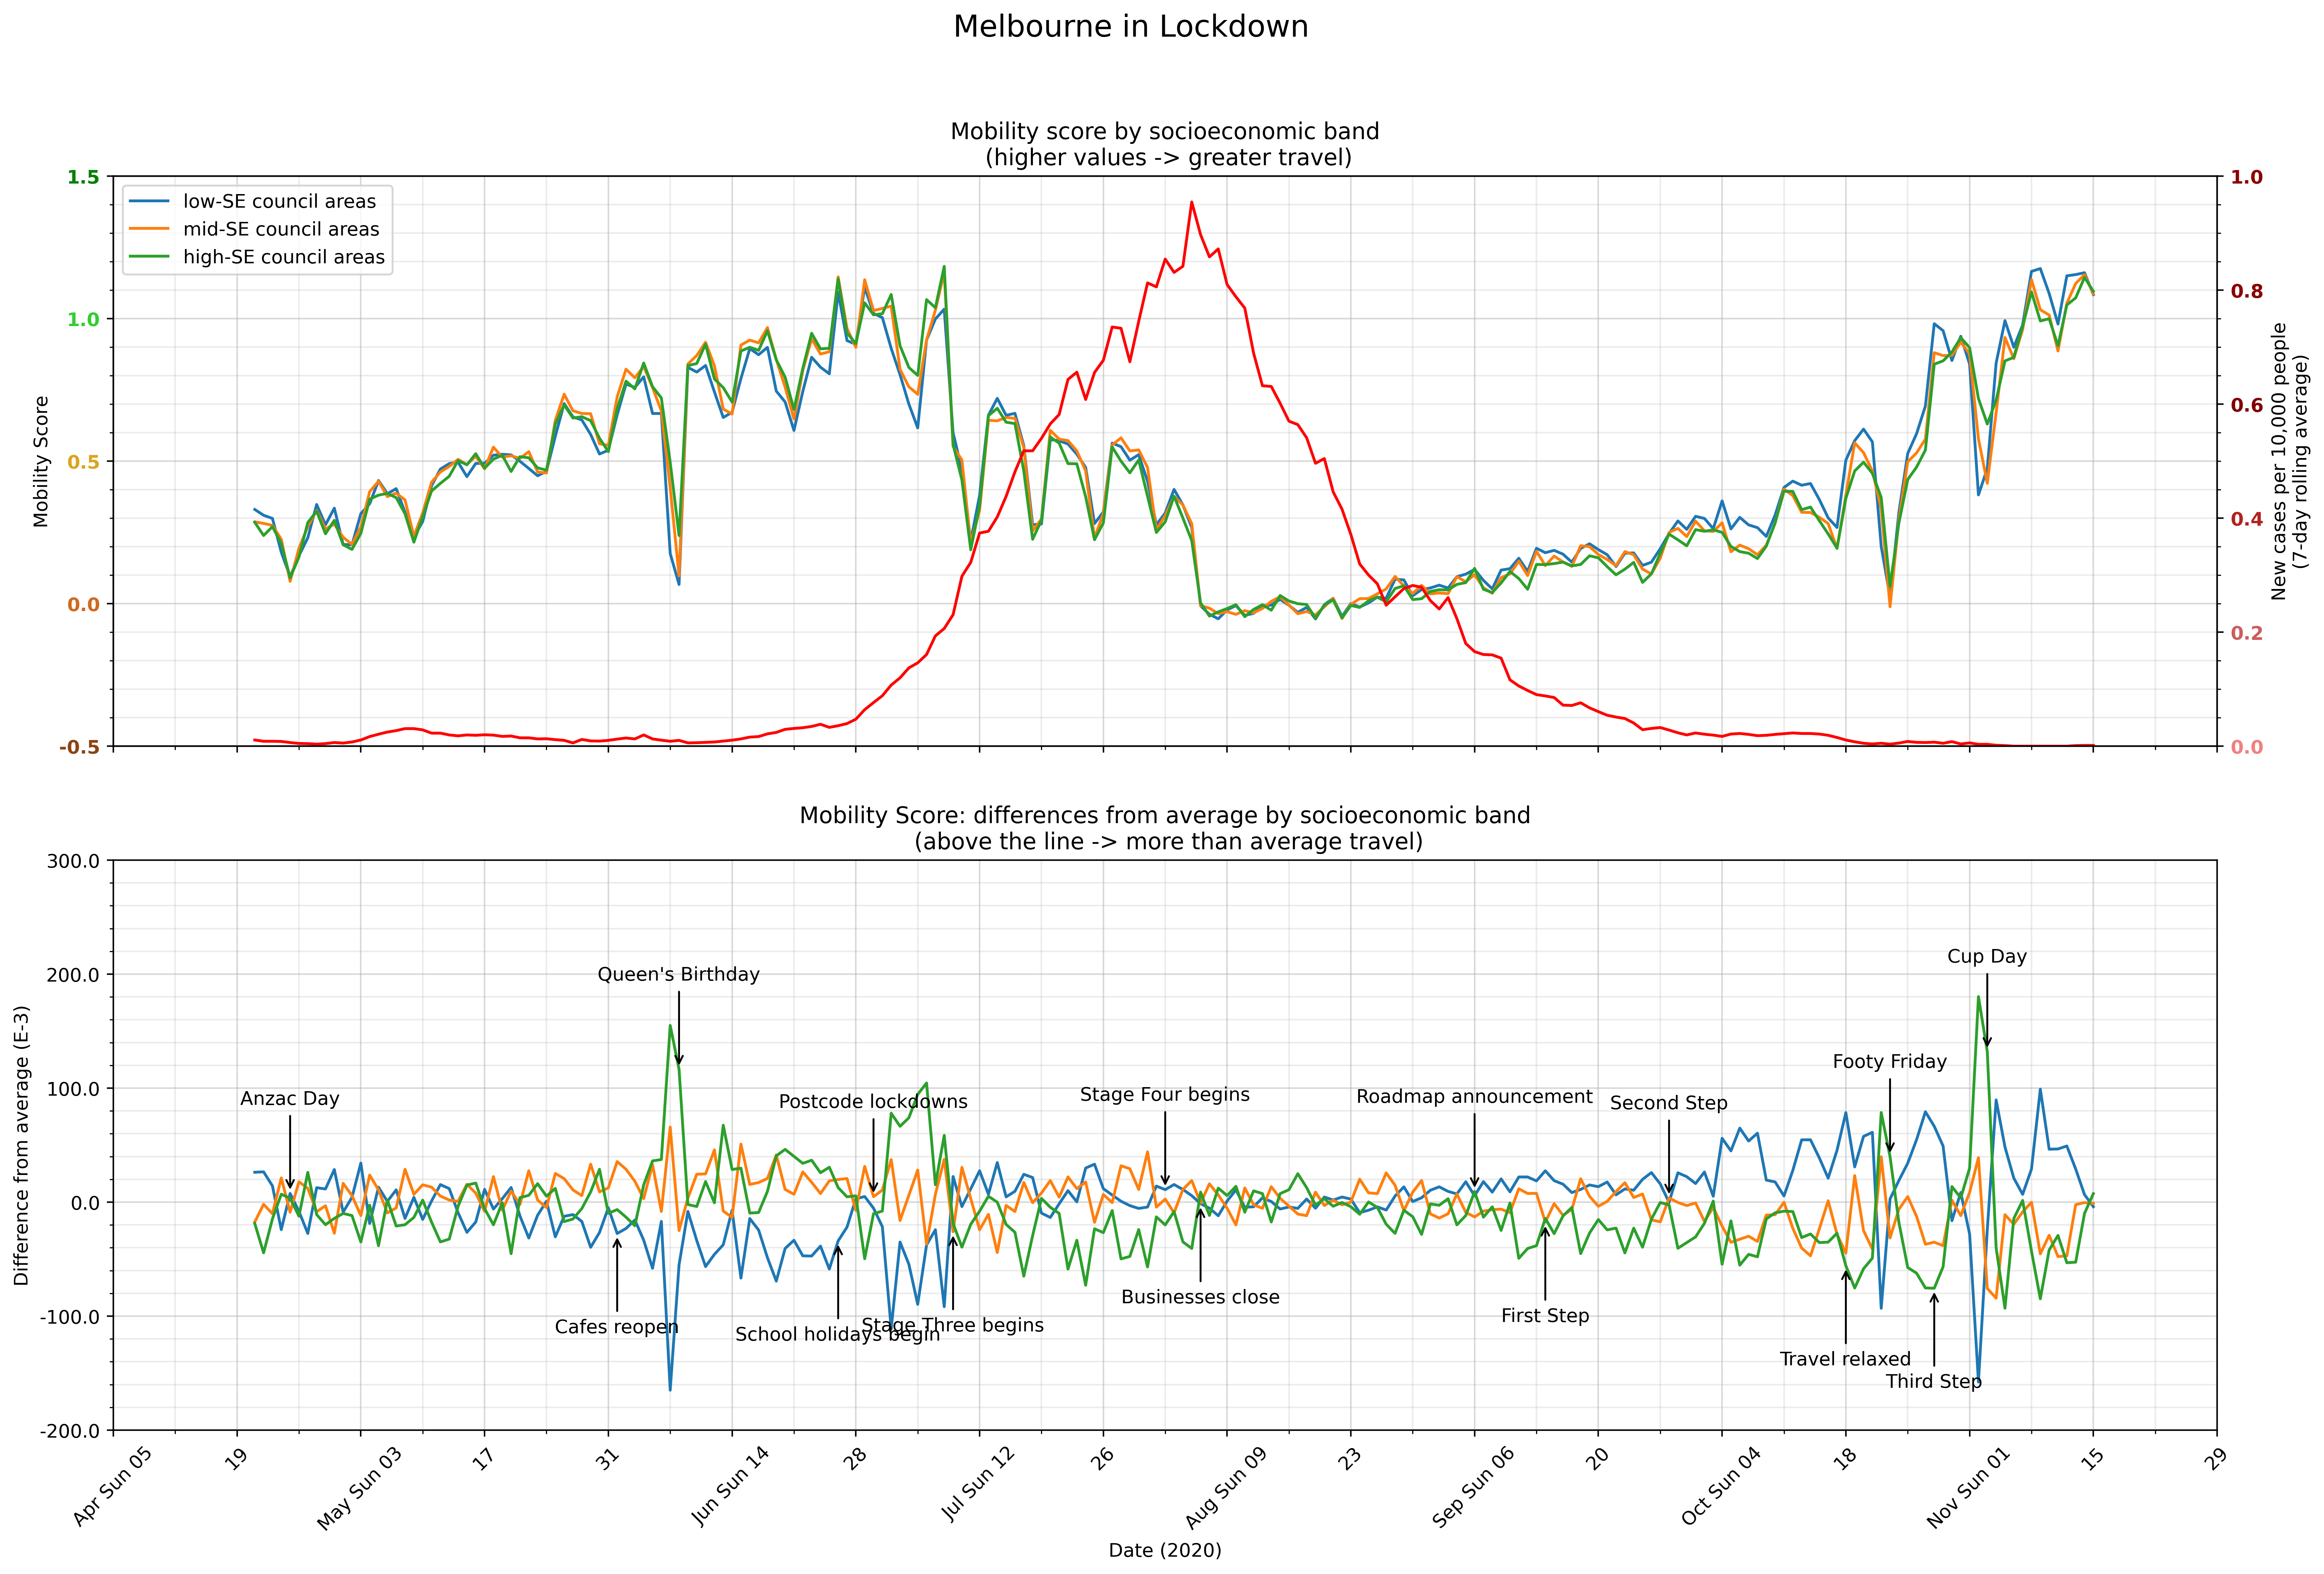 Melbourne in Lockdown
Mobility score by socioeconomic band
(higher values -> greater travel)
low-SE council areas
mid-SE council areas
high-SE council areas
Mobility Score
1.5
1.0
0.5
0.0
-0.5
1.0
0.8
0.6
0.4
0.2
0.0
New cases per 10,000 people
(7-day rolling average)
Mobility Score: differences from average by socioeconomic band
(above the line -> more than average travel)
Difference from average (E-3)
300.0
200.0
100.0
0.0
-100.0
-200.0
Anzac Day
Queen's Birthday
Postcode lockdowns
Stage Four begins
Roadmap announcement
Second Step
Footy Friday
Cup Day
Cafes reopen
School holidays begin
Stage Three begins
Businesses close
First Step
Travel relaxed
Third Step
Apr Sun 05
19
May Sun 03
17
31
Jun Sun 14
28
Jul Sun 12
26
Aug Sun 09
23
Sep Sun 06
20
Oct Sun 04
18
Nov Sun 01
15
29
Date (2020)